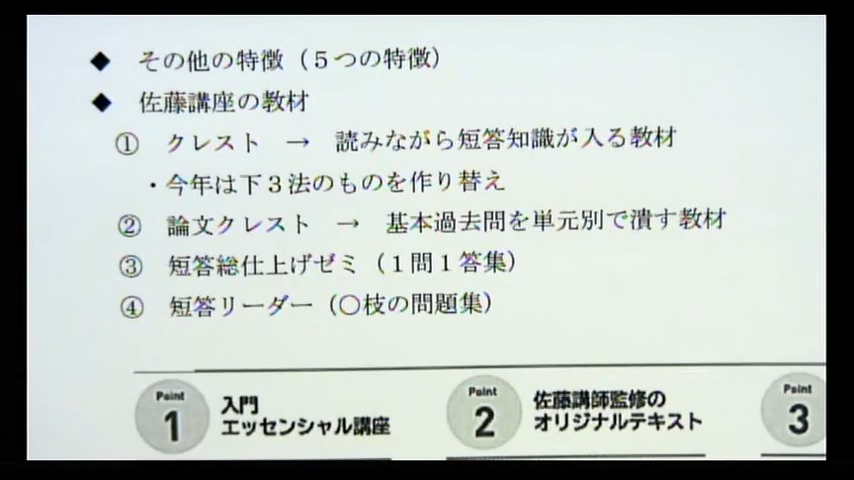 ◆ その他の特徴（５つの特徴）
◆ 佐藤講座の教材
① クレスト → 読みながら短答知識が入る教材
・今年は下３法のものを作り替え
② 論文クレスト → 基本過去問を単元別で潰す教材
③ 短答総仕上げゼミ（１問１答集）
④ 短答リーダー（〇枝の問題集）
Point 1 入門
エッセンシャル講座
Point 2 佐藤講師監修の
オリジナルテキスト
Point 3